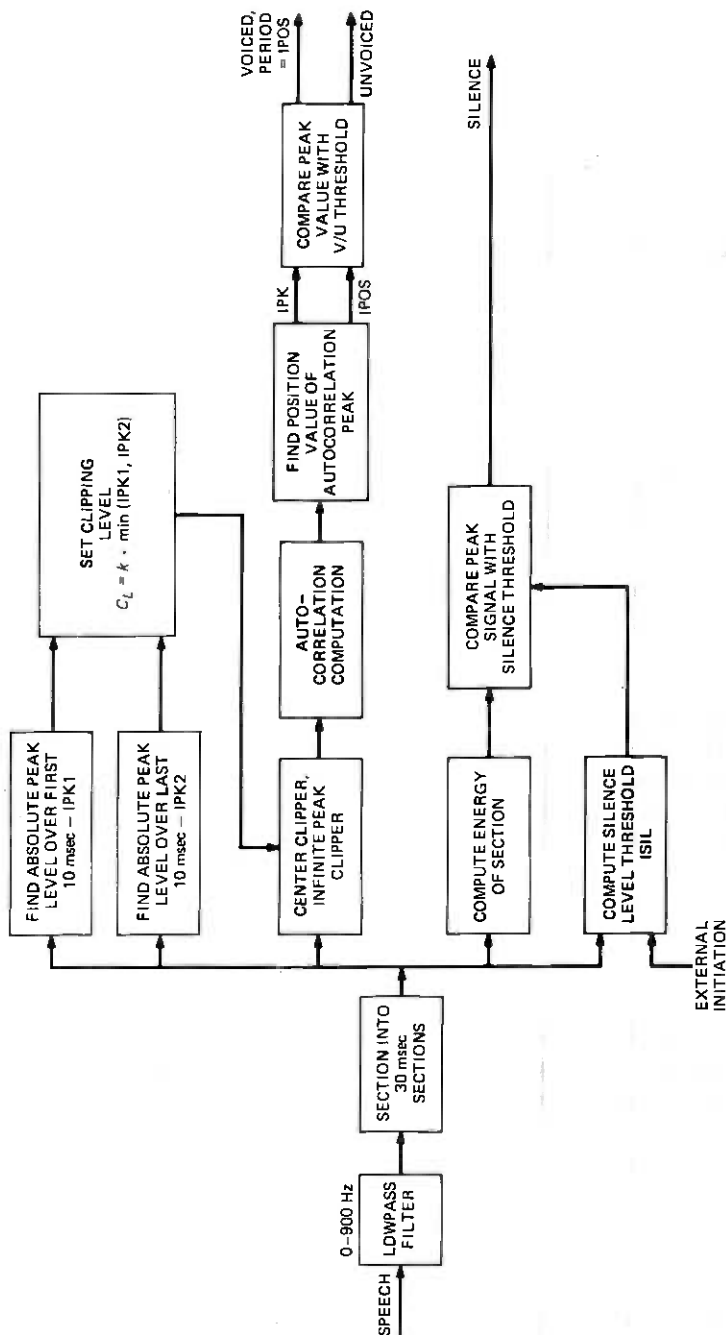 SPEECH
0-900 Hz
LOWPASS
FILTER
SECTION INTO
30 msec
SECTIONS
FIND ABSOLUTE PEAK
LEVEL OVER FIRST
10 msec – IPK1
FIND ABSOLUTE PEAK
LEVEL OVER LAST
10 msec – IPK2
SET CLIPPING
LEVEL
C_L = k · min (IPK1, IPK2)
CENTER CLIPPER,
INFINITE PEAK
CLIPPER
AUTO-
CORRELATION
COMPUTATION
FIND POSITION
VALUE OF
AUTOCORRELATION
PEAK
IPK
IPOS
COMPARE PEAK
VALUE WITH
V/U THRESHOLD
VOICED,
PERIOD
= IPOS
UNVOICED
COMPUTE ENERGY
OF SECTION
COMPARE PEAK
SIGNAL WITH
SILENCE THRESHOLD
SILENCE
COMPUTE SILENCE
LEVEL THRESHOLD
ISIL
EXTERNAL
INITIATION